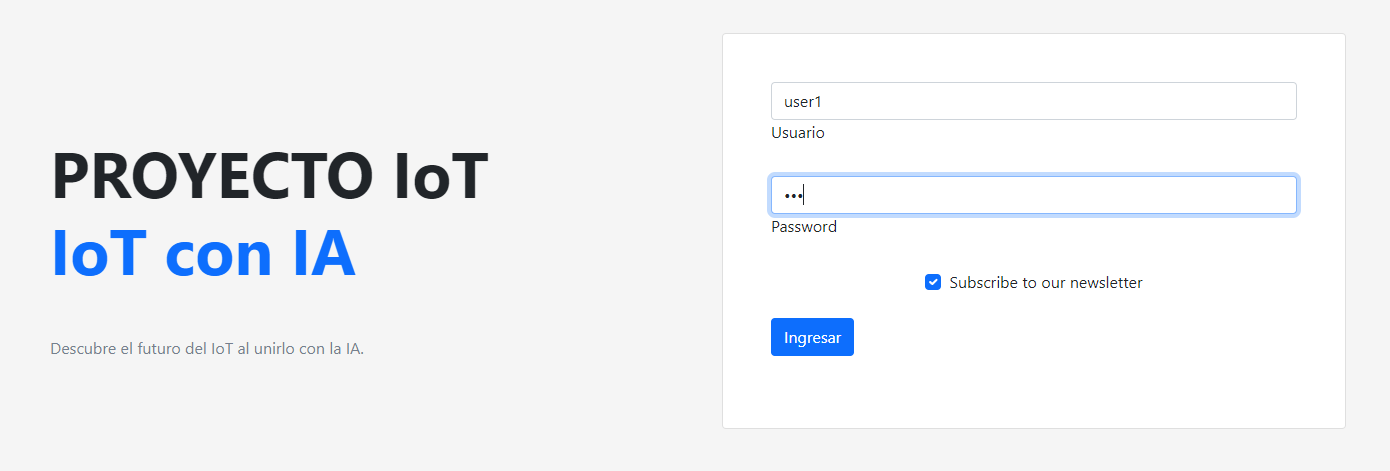 PROYECTO IoT
IoT con IA
Descubre el futuro del IoT al unirlo con la IA.
user1
Usuario
•••
Password
Subscribe to our newsletter
Ingresar